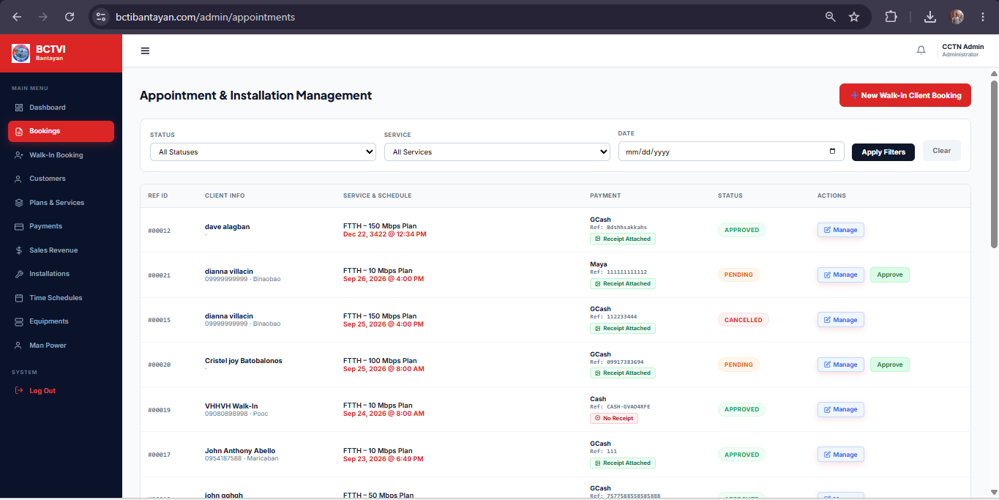 bctibantayan.com/admin/appointments
BCTVI
Bantayan
CCTN Admin
Administrator
MAIN MENU
Dashboard
Bookings
Walk-In Booking
Customers
Plans & Services
Payments
Sales Revenue
Installations
Time Schedules
Equipments
Man Power
SYSTEM
Log Out
Appointment & Installation Management
+ New Walk-In Client Booking
STATUS SERVICE DATE
All Statuses All Services mm/dd/yyyy Apply Filters Clear
REF ID CLIENT INFO SERVICE & SCHEDULE PAYMENT STATUS ACTIONS
#00012 dave alagban FTTH – 150 Mbps Plan GCash APPROVED Manage
· Dec 22, 3422 @ 12:34 PM Ref: Bdshhsakkahs
Receipt Attached
#00021 dianna villacin FTTH – 10 Mbps Plan Maya PENDING Manage Approve
09999999999 · Binaobao Sep 26, 2026 @ 4:00 PM Ref: 111111111112
Receipt Attached
#00015 dianna villacin FTTH – 150 Mbps Plan GCash CANCELLED Manage
09999999999 · Binaobao Sep 25, 2026 @ 4:00 PM Ref: 112233444
Receipt Attached
#00020 Cristel joy Batobalonos FTTH – 100 Mbps Plan GCash PENDING Manage Approve
· Sep 25, 2026 @ 8:00 AM Ref: 09917383694
Receipt Attached
#00019 VHHVH Walk-In FTTH – 10 Mbps Plan Cash APPROVED Manage
09080898998 · Pooc Sep 24, 2026 @ 8:00 AM Ref: CASH-GVAO4RFE
No Receipt
#00017 John Anthony Abello FTTH – 10 Mbps Plan GCash APPROVED Manage
0954187588 · Maricaban Sep 23, 2026 @ 6:49 PM Ref: 111
Receipt Attached
john gghgh FTTH – 50 Mbps Plan GCash
Ref: 7577588558585888